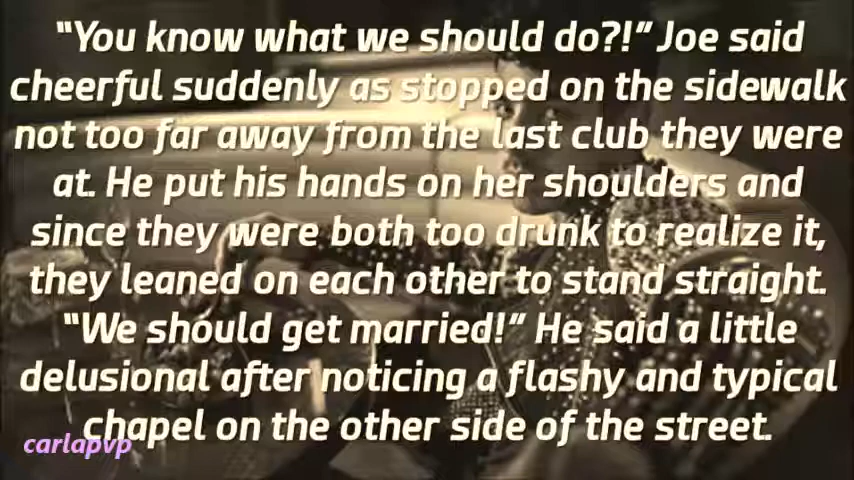 "You know what we should do?!" Joe said
cheerful suddenly as stopped on the sidewalk
not too far away from the last club they were
at. He put his hands on her shoulders and
since they were both too drunk to realize it,
they leaned on each other to stand straight.
"We should get married!" He said a little
delusional after noticing a flashy and typical
chapel on the other side of the street.
carlapvp